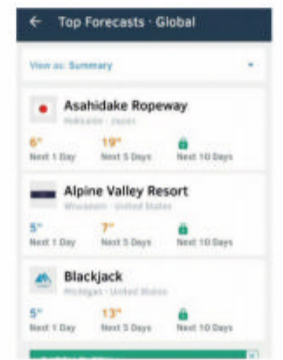 Top Forecasts · Global
View as: Summary
Asahidake Ropeway
Hokkaido · Japan
6" 19"
Next 1 Day Next 5 Days Next 10 Days
Alpine Valley Resort
Wisconsin · United States
5" 7"
Next 1 Day Next 5 Days Next 10 Days
Blackjack
Michigan · United States
5" 13"
Next 1 Day Next 5 Days Next 10 Days